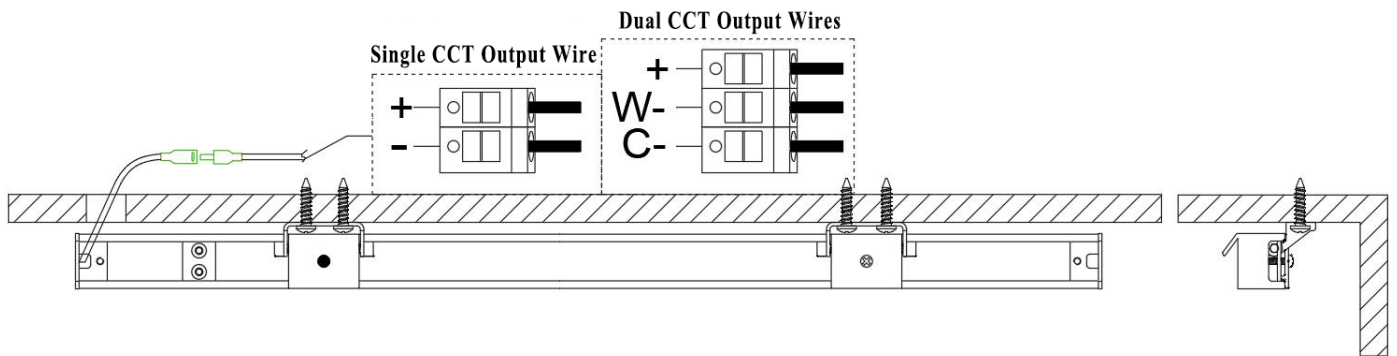 Dual CCT Output Wires
Single CCT Output Wire
+
-
+
W-
C-